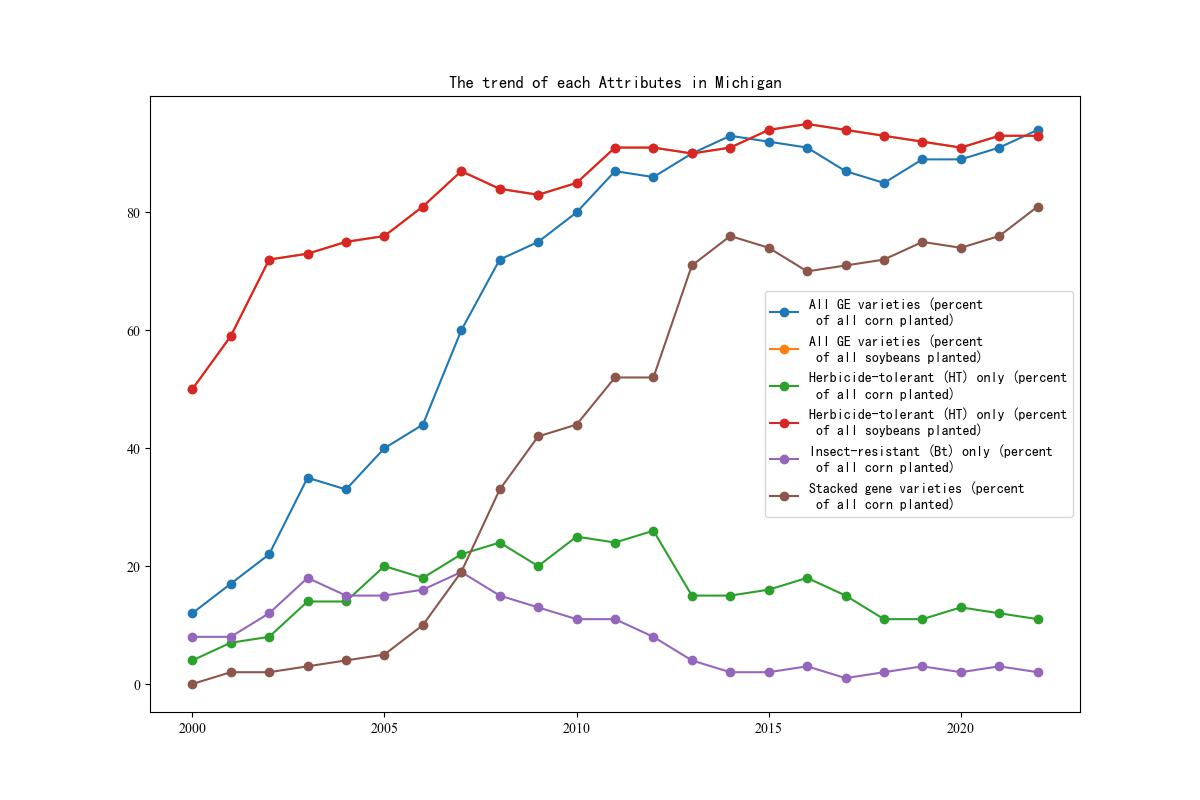 The trend of each Attributes in Michigan
80
60
40
20
0
2000
2005
2010
2015
2020
All GE varieties (percent
of all corn planted)
All GE varieties (percent
of all soybeans planted)
Herbicide-tolerant (HT) only (percent
of all corn planted)
Herbicide-tolerant (HT) only (percent
of all soybeans planted)
Insect-resistant (Bt) only (percent
of all corn planted)
Stacked gene varieties (percent
of all corn planted)